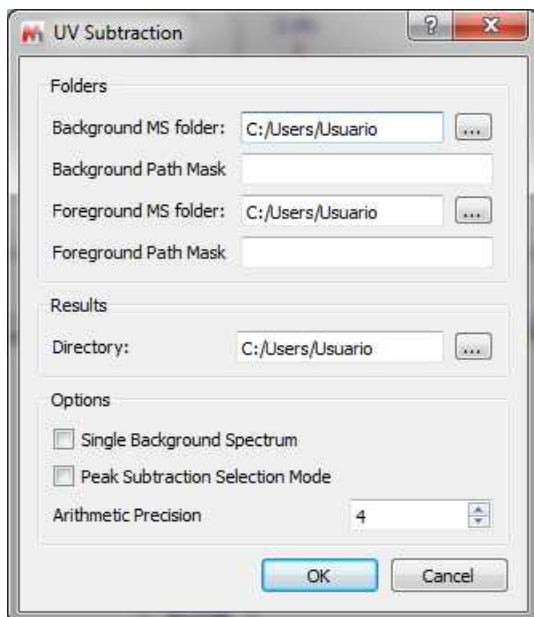 UV Subtraction
Folders
Background MS folder: C:/Users/Usuario ...
Background Path Mask
Foreground MS folder: C:/Users/Usuario ...
Foreground Path Mask
Results
Directory: C:/Users/Usuario ...
Options
Single Background Spectrum
Peak Subtraction Selection Mode
Arithmetic Precision 4
OK Cancel